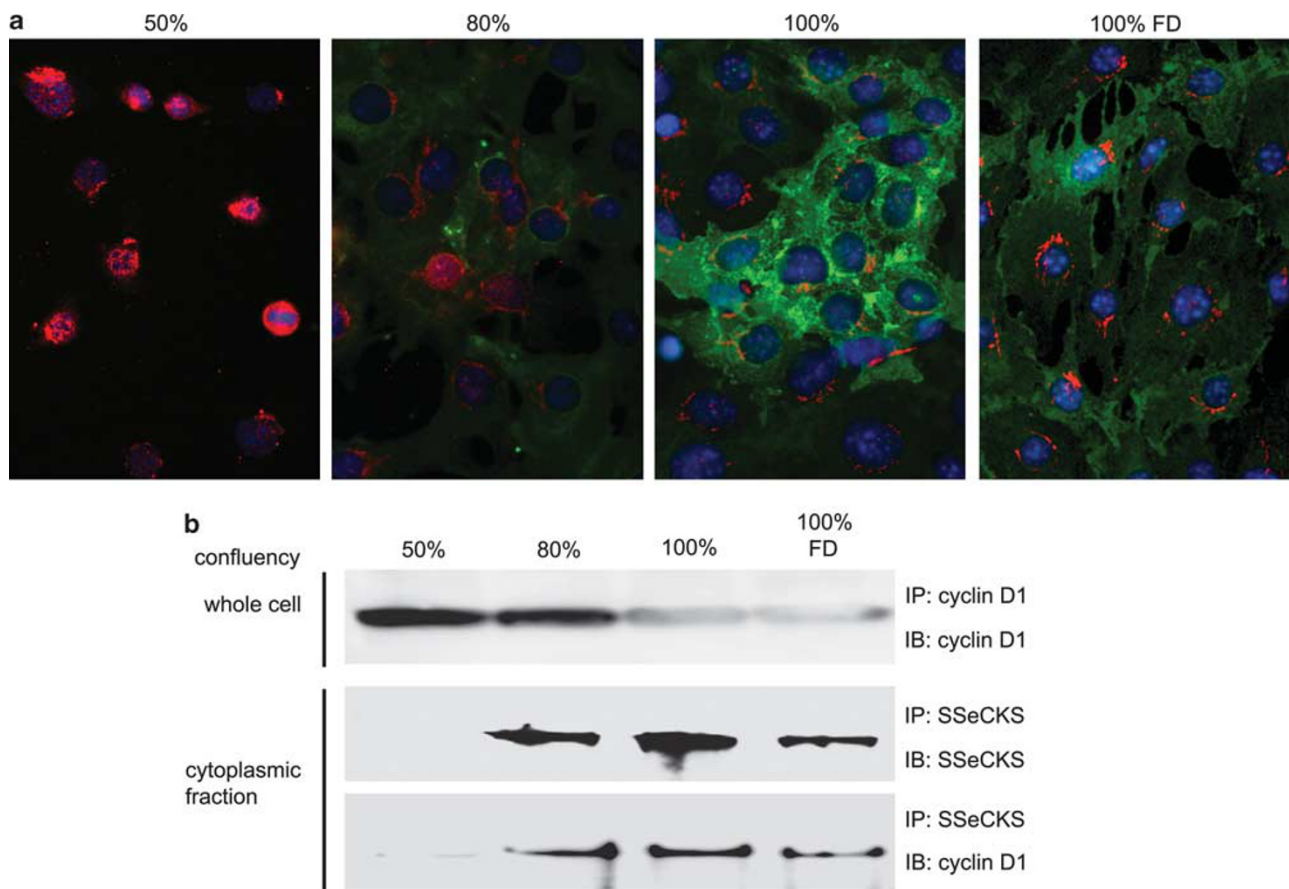 a
50% 80% 100% 100% FD
b
confluency 50% 80% 100% 100% FD
whole cell
IP: cyclin D1
IB: cyclin D1
cytoplasmic fraction
IP: SSeCKS
IB: SSeCKS
IP: SSeCKS
IB: cyclin D1